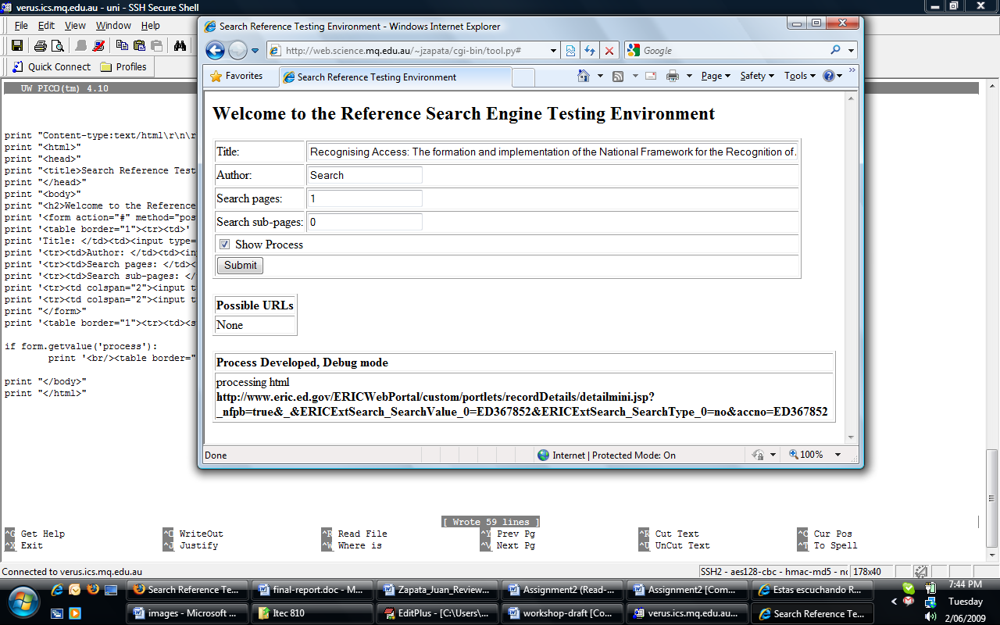 verus.ics.mq.edu.au - uni - SSH Secure Shell
File Edit View Window Help
Quick Connect Profiles
UW PICO(tm) 4.10
print "Content-type:text/html\r\n\r
print "<html>"
print "<head>"
print "<title>Search Reference Test
print "</head>"
print "<body>"
print "<h2>Welcome to the Reference
print '<form action="#" method="pos
print '<table border="1"><tr><td>'
print 'Title: </td><td><input type=
print '<tr><td>Author: </td><td><in
print '<tr><td>Search pages: </td><
print '<tr><td>Search sub-pages: </
print '<tr><td colspan="2"><input t
print '<tr><td colspan="2"><input t
print "</form>"
print '<table border="1"><tr><td><s
if form.getvalue('process'):
print '<br/><table border="
print "</body>"
print "</html>"
Search Reference Testing Environment - Windows Internet Explorer
http://web.science.mq.edu.au/~jzapata/cgi-bin/tool.py#
Google
Favorites
Search Reference Testing Environment
Page Safety Tools
Welcome to the Reference Search Engine Testing Environment
Title: Recognising Access: The formation and implementation of the National Framework for the Recognition of
Author: Search
Search pages: 1
Search sub-pages: 0
Show Process
Submit
Possible URLs
None
Process Developed, Debug mode
processing html
http://www.eric.ed.gov/ERICWebPortal/custom/portlets/recordDetails/detailmini.jsp?
_nfpb=true&_&ERICExtSearch_SearchValue_0=ED367852&ERICExtSearch_SearchType_0=no&accno=ED367852
Done Internet | Protected Mode: On 100%
[ Wrote 59 lines ]
^G Get Help ^O WriteOut ^R Read File ^Y Prev Pg ^K Cut Text ^C Cur Pos
^X Exit ^J Justify ^W Where is ^V Next Pg ^U UnCut Text ^T To Spell
Connected to verus.ics.mq.edu.au SSH2 - aes128-cbc - hmac-md5 - nc 178x40
Search Reference Te... final-report.doc - M... Zapata_Juan_Review... Assignment2 (Read-... Assignment2 [Com... Estas escuchando R... 7:44 PM
Tuesday
images - Microsoft ... Itec 810 EditPlus - [C:\Users\... workshop-draft [Co... verus.ics.mq.edu.au... Search Reference Te... 2/06/2009